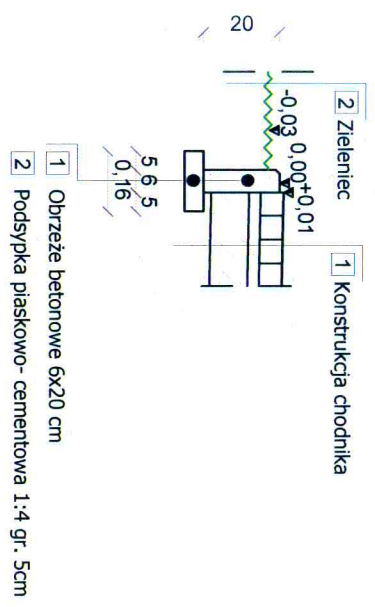 20
2 Zieleniec
1 Konstrukcja chodnika
-0,03
0,00
+0,01
5 6 5
0,16
1 Obrzeże betonowe 6x20 cm
2 Podsypka piaskowo- cementowa 1:4 gr. 5cm